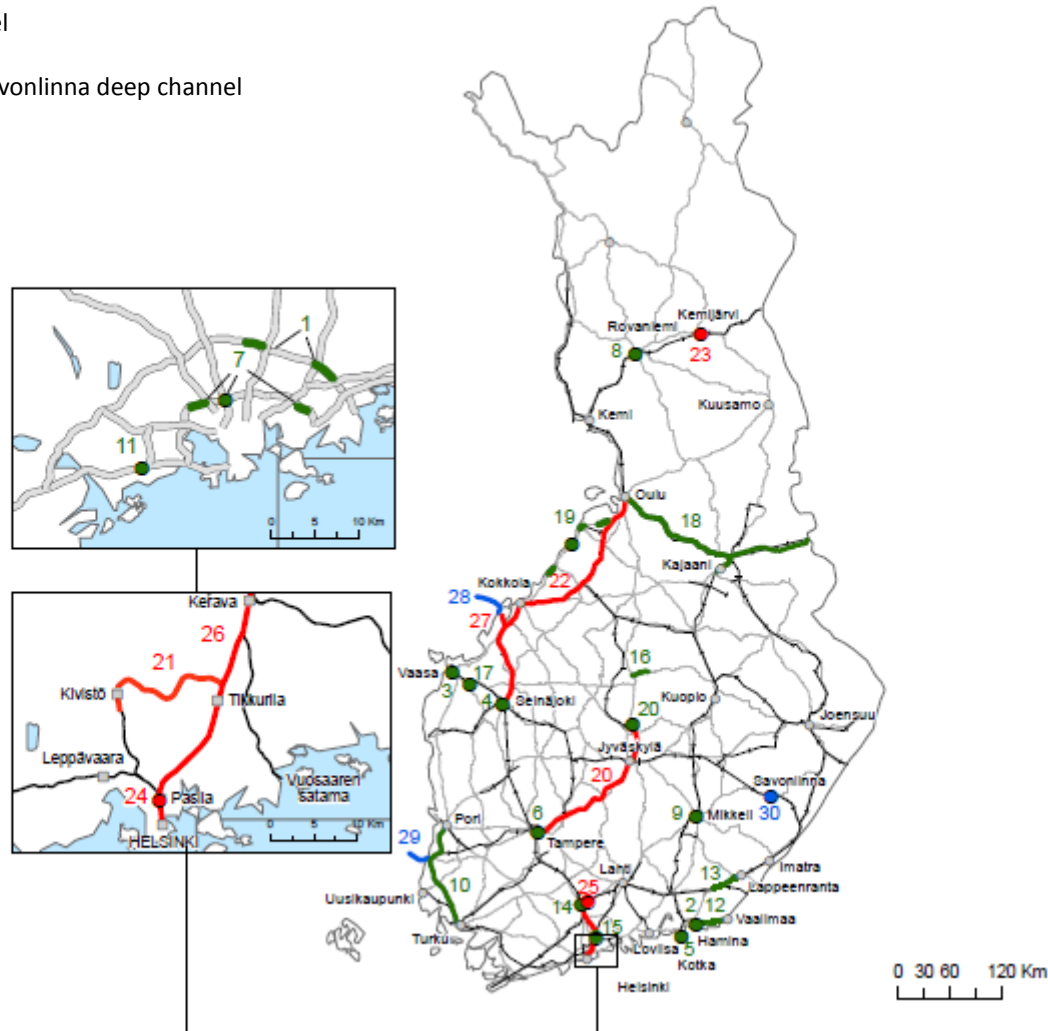 el
vonlinna deep channel
Kemijärvi
Rovaniemi
8
23
Kuusamo
Kemi
1
7
11
0 5 10 Km
Oulu
19
18
Kajaani
Kokkola
22
28
27
Kerava
26
21
Kivistö
Tikkurila
Leppävaara
Vuosaaren
satama
24
Pasila
HELSINKI
0 5 10 Km
Vaasa
17
3
4
Seinäjoki
16
Kuopio
20
Joensuu
Jyväskylä
20
Savonlinna
30
6
9
Mikkeli
Pori
Tampere
29
Lahti
Imatra
13
Lappeenranta
10
25
Uusikaupunki
14
2
12
Vaalimaa
Turku
15
Loviisa
Hamina
5
Kotka
Helsinki
0 30 60 120 Km